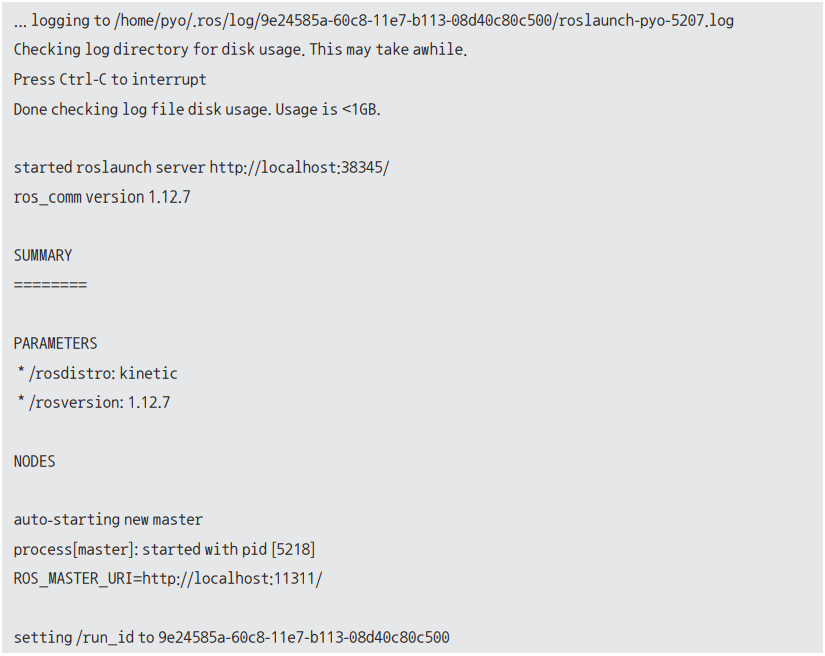 ... logging to /home/pyo/.ros/log/9e24585a-60c8-11e7-b113-08d40c80c500/roslaunch-pyo-5207.log
Checking log directory for disk usage. This may take awhile.
Press Ctrl-C to interrupt
Done checking log file disk usage. Usage is <1GB.
started roslaunch server http://localhost:38345/
ros_comm version 1.12.7
SUMMARY
========
PARAMETERS
* /rosdistro: kinetic
* /rosversion: 1.12.7
NODES
auto-starting new master
process[master]: started with pid [5218]
ROS_MASTER_URI=http://localhost:11311/
setting /run_id to 9e24585a-60c8-11e7-b113-08d40c80c500